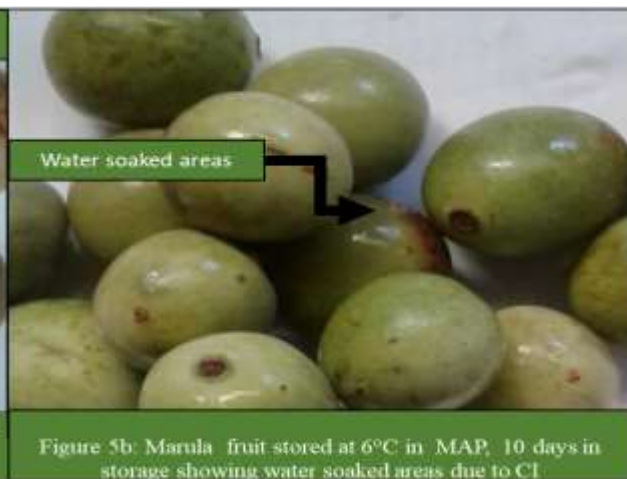 Water soaked areas
Figure 5b: Marula fruit stored at 6°C in MAP, 10 days in
storage showing water soaked areas due to CI